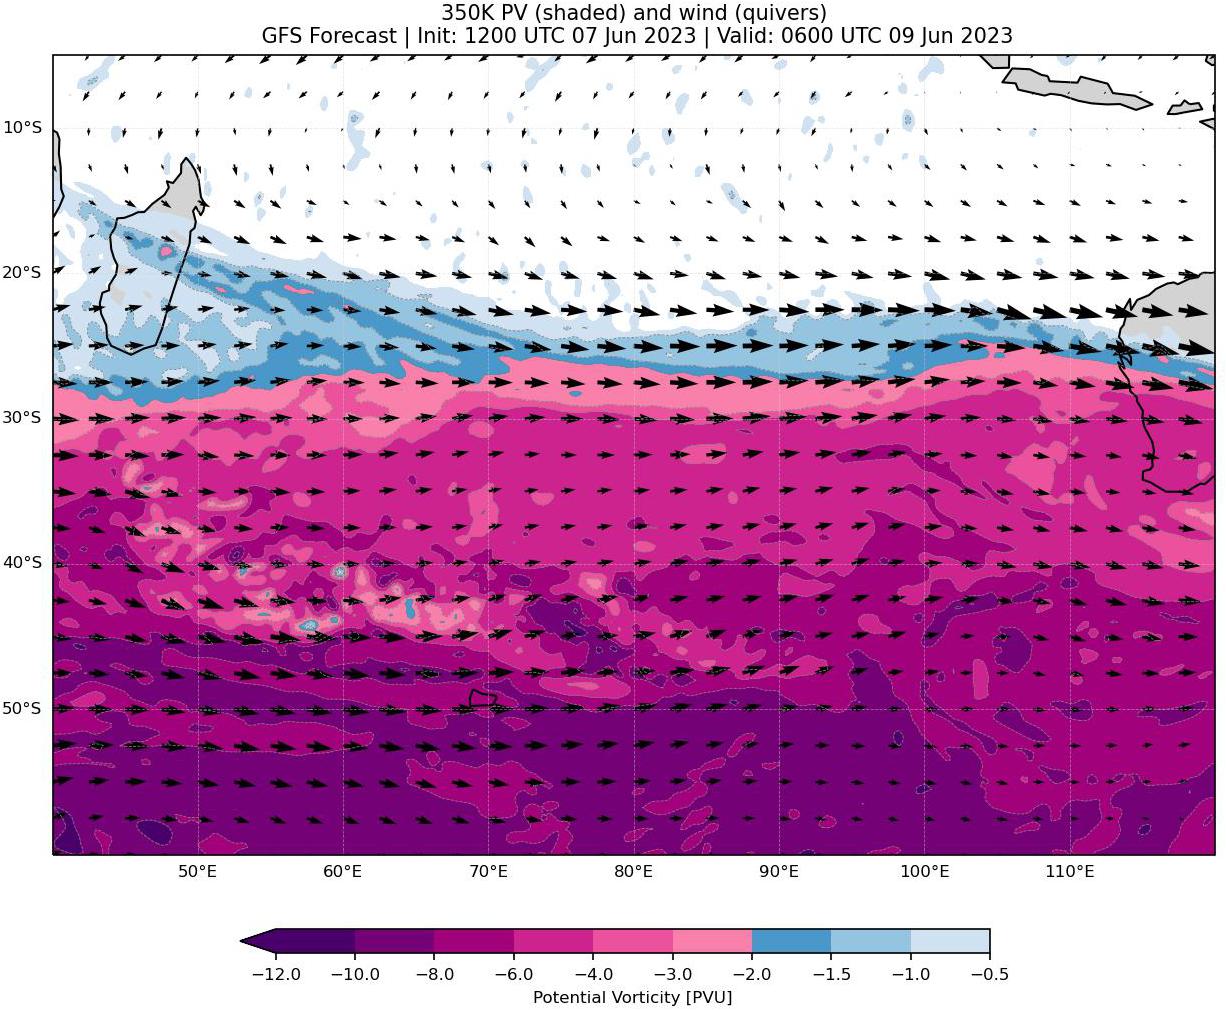 350K PV (shaded) and wind (quivers)
GFS Forecast | Init: 1200 UTC 07 Jun 2023 | Valid: 0600 UTC 09 Jun 2023
10°S
20°S
30°S
40°S
50°S
50°E 60°E 70°E 80°E 90°E 100°E 110°E
−12.0 −10.0 −8.0 −6.0 −4.0 −3.0 −2.0 −1.5 −1.0 −0.5
Potential Vorticity [PVU]